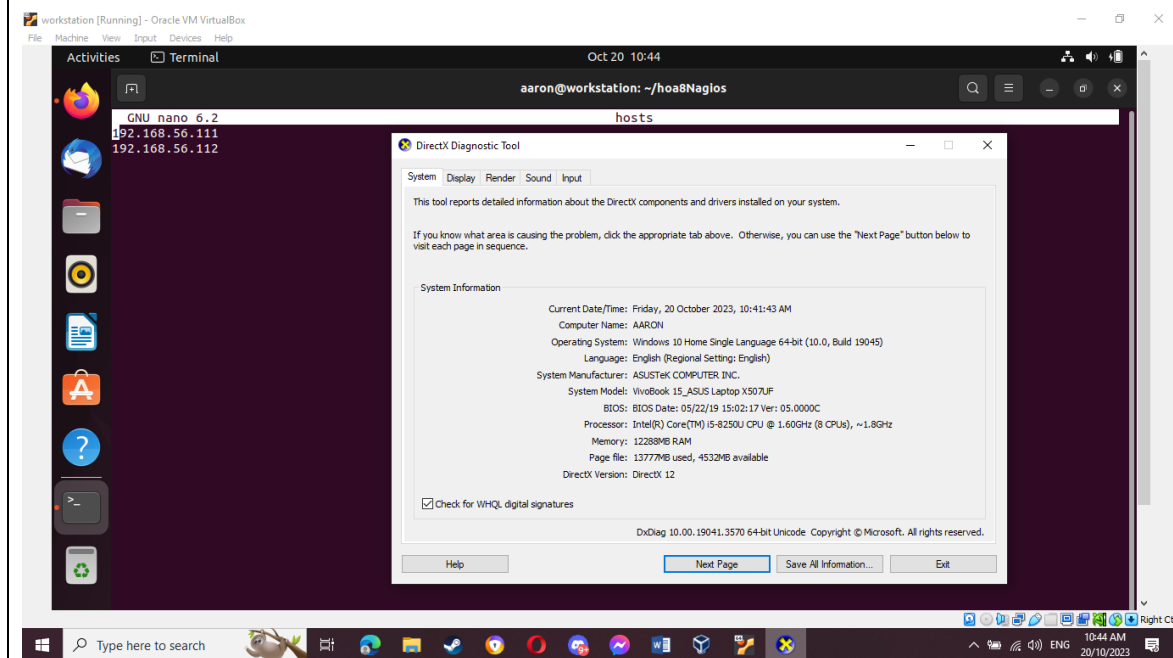 workstation [Running] - Oracle VM VirtualBox
File Machine View Input Devices Help
Activities Terminal Oct 20 10:44
aaron@workstation: ~/hoa8Nagios
GNU nano 6.2 hosts
192.168.56.111
192.168.56.112
DirectX Diagnostic Tool
System Display Render Sound Input
This tool reports detailed information about the DirectX components and drivers installed on your system.
If you know what area is causing the problem, click the appropriate tab above. Otherwise, you can use the "Next Page" button below to
visit each page in sequence.
System Information
Current Date/Time: Friday, 20 October 2023, 10:41:43 AM
Computer Name: AARON
Operating System: Windows 10 Home Single Language 64-bit (10.0, Build 19045)
Language: English (Regional Setting: English)
System Manufacturer: ASUSTeK COMPUTER INC.
System Model: VivoBook 15_ASUS Laptop X507UF
BIOS: BIOS Date: 05/22/19 15:02:17 Ver: 05.0000C
Processor: Intel(R) Core(TM) i5-8250U CPU @ 1.60GHz (8 CPUs), ~1.8GHz
Memory: 12288MB RAM
Page file: 13777MB used, 4532MB available
DirectX Version: DirectX 12
Check for WHQL digital signatures
DxDiag 10.00.19041.3570 64-bit Unicode Copyright © Microsoft. All rights reserved.
Help Next Page Save All Information... Exit
Right Ct
Type here to search
9+
ENG
10:44 AM
20/10/2023